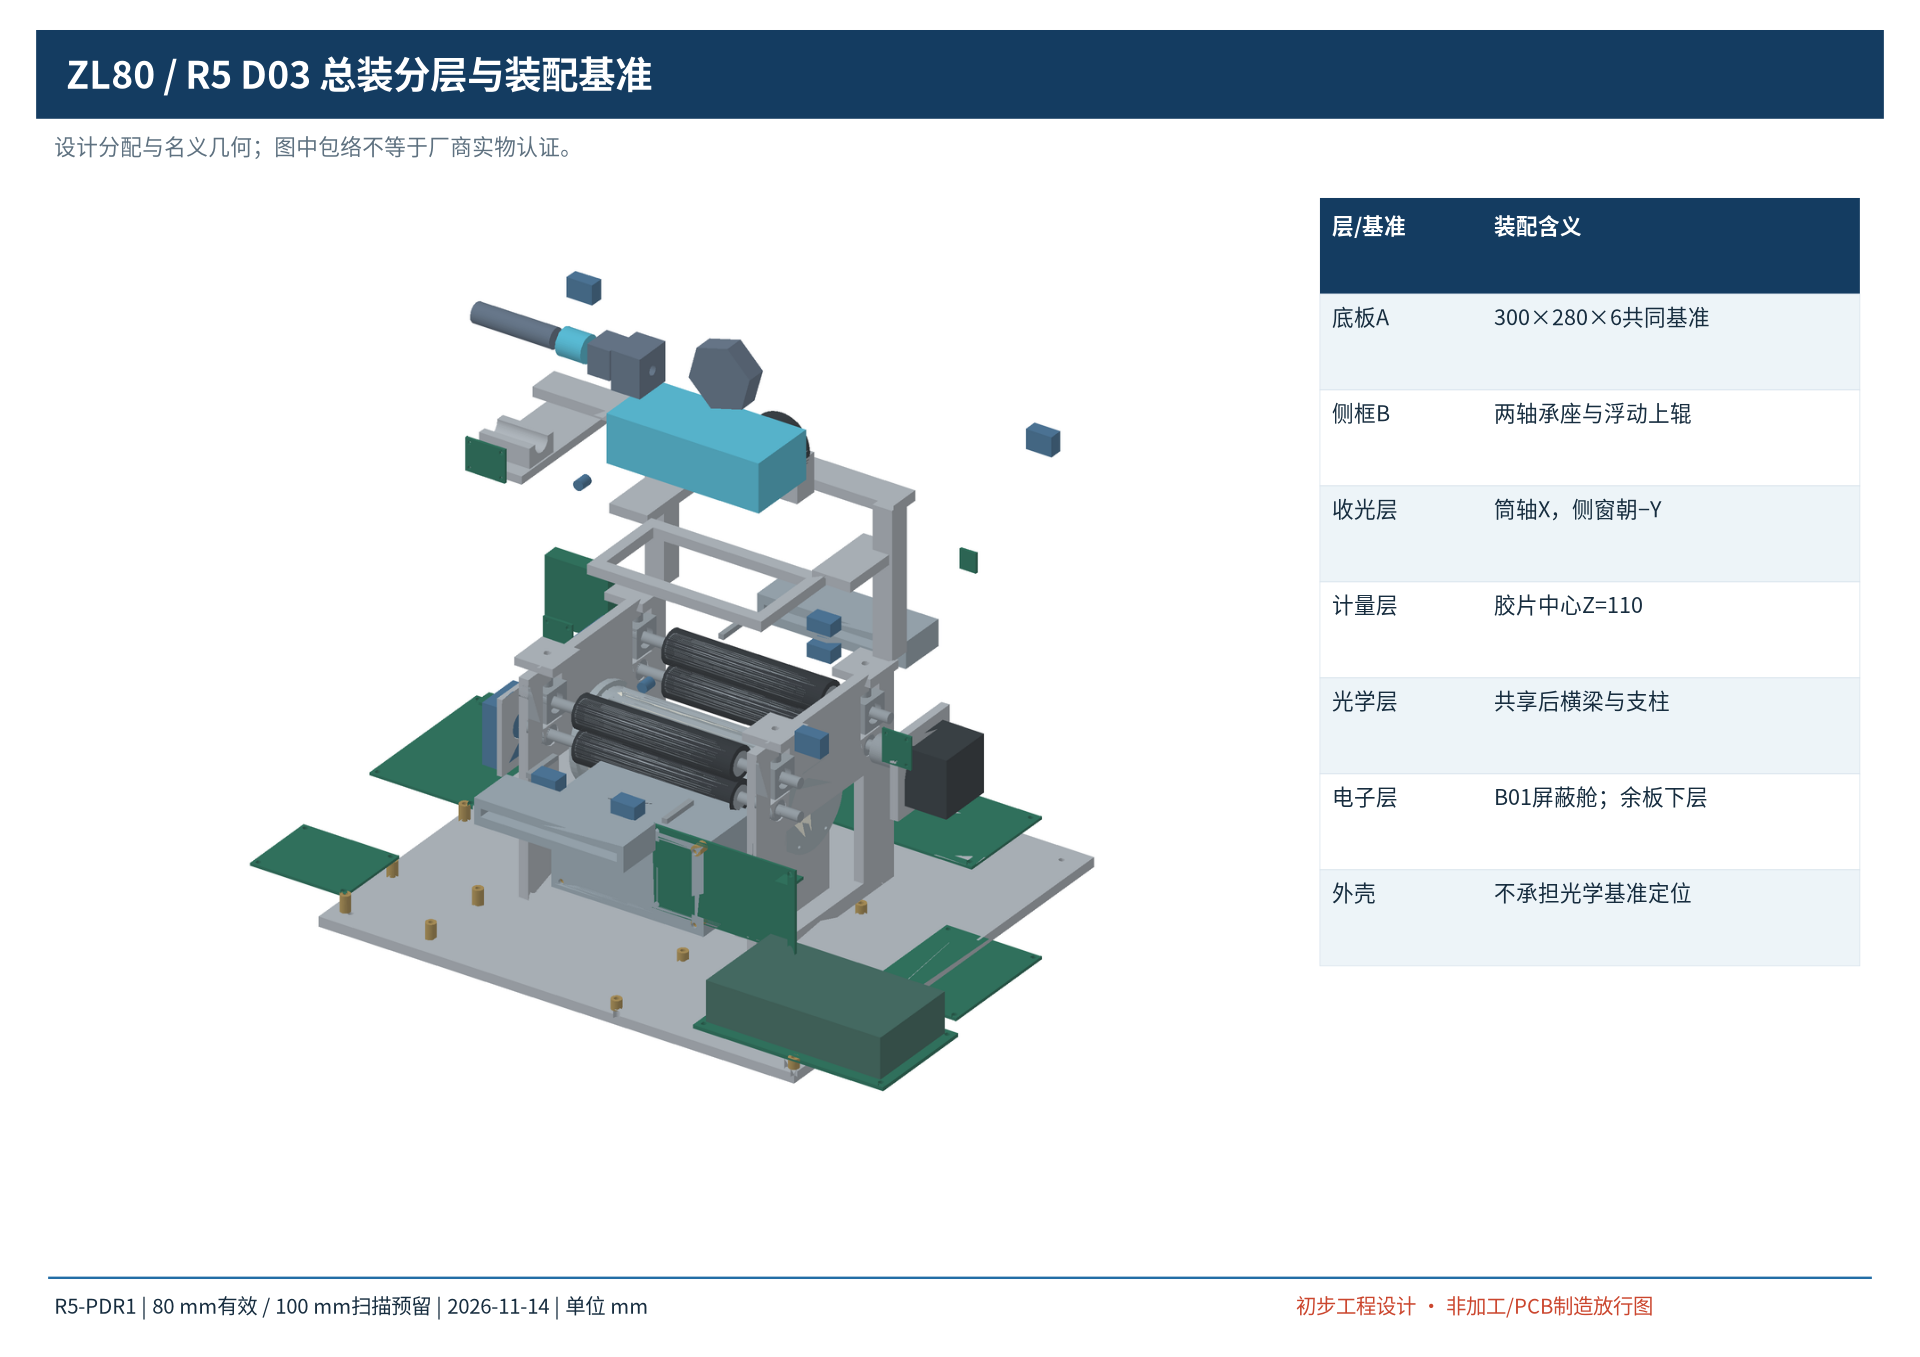 ZL80 / R5 D03 总装分层与装配基准
设计分配与名义几何；图中包络不等于厂商实物认证。
层/基准 装配含义
底板A 300×280×6共同基准
侧框B 两轴承座与浮动上辊
收光层 筒轴X，侧窗朝−Y
计量层 胶片中心Z=110
光学层 共享后横梁与支柱
电子层 B01屏蔽舱；余板下层
外壳 不承担光学基准定位
R5-PDR1 | 80 mm有效 / 100 mm扫描预留 | 2026-11-14 | 单位 mm
初步工程设计 · 非加工/PCB制造放行图